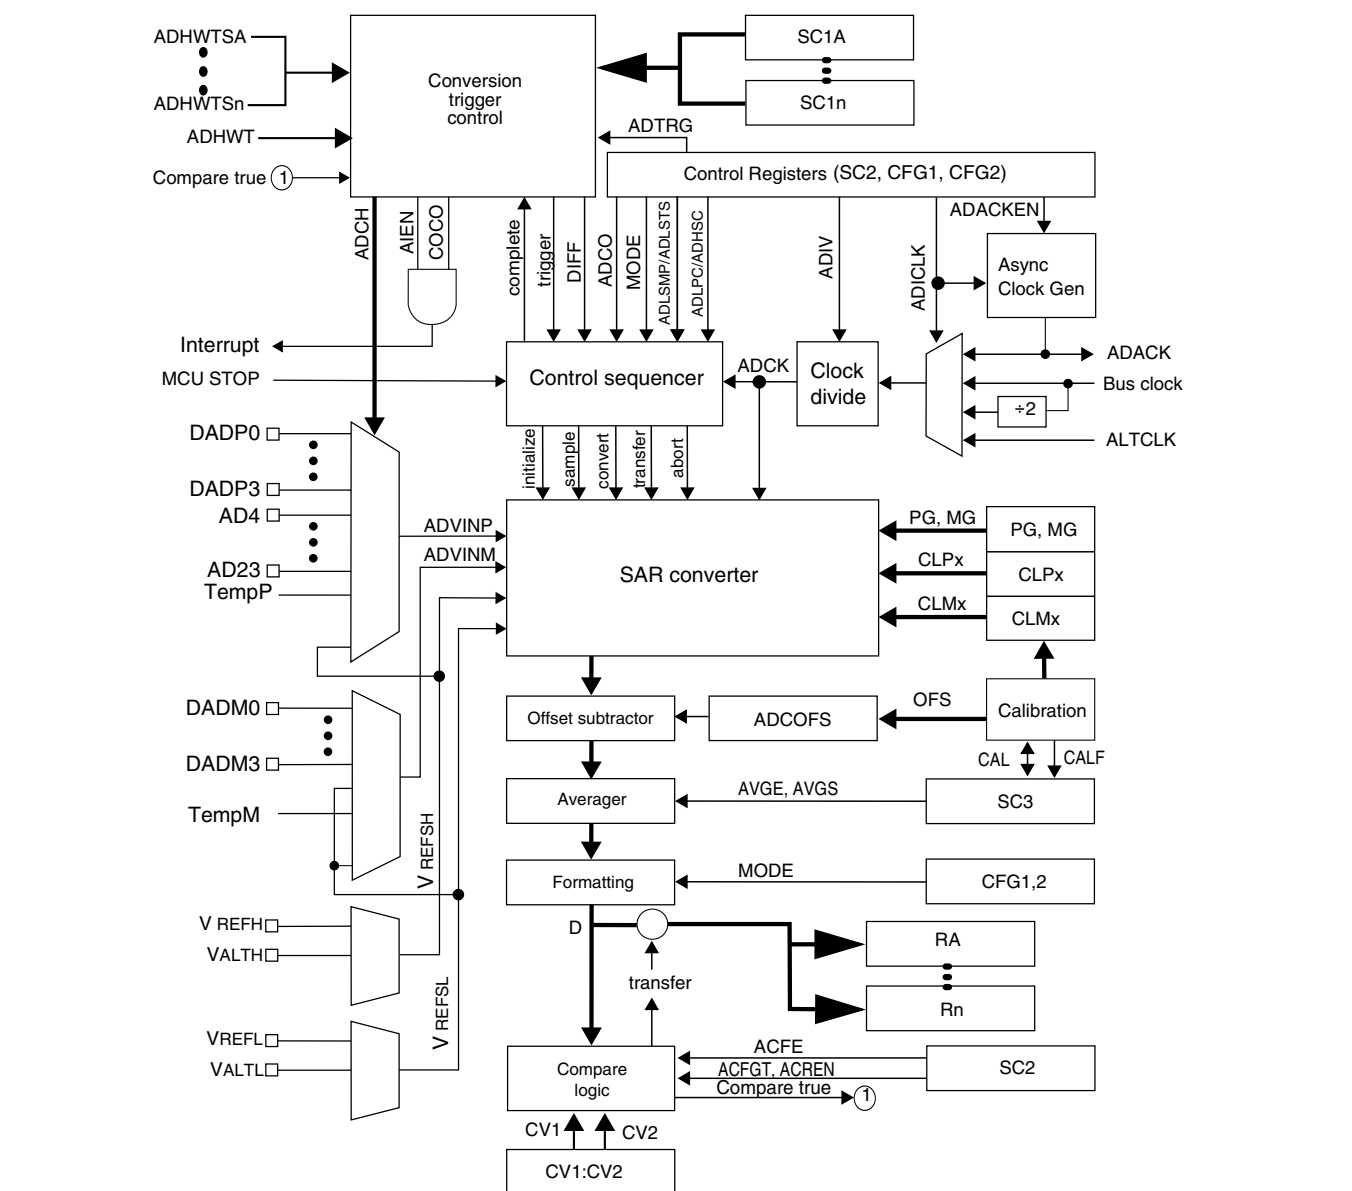 ADHWTSA
ADHWTSn
ADHWT
Compare true 1
Conversion
trigger
control
SC1A
SC1n
ADTRG
Control Registers (SC2, CFG1, CFG2)
ADCH
AIEN
COCO
complete
trigger
DIFF
ADCO
MODE
ADLSMP/ADLSTS
ADLPC/ADHSC
ADIV
ADICLK
ADACKEN
Async
Clock Gen
Interrupt
MCU STOP
Control sequencer
ADCK
Clock
divide
ADACK
Bus clock
÷2
ALTCLK
initialize
sample
convert
transfer
abort
DADP0
DADP3
AD4
AD23
TempP
ADVINP
ADVINM
SAR converter
PG, MG
PG, MG
CLPx
CLPx
CLMx
CLMx
DADM0
DADM3
TempM
Offset subtractor
ADCOFS
OFS
Calibration
CAL
CALF
Averager
AVGE, AVGS
SC3
V REFSH
Formatting
MODE
CFG1,2
V REFH
VALTH
D
RA
Rn
transfer
V REFSL
VREFL
VALTL
Compare
logic
ACFE
ACFGT, ACREN
Compare true
1
SC2
CV1
CV2
CV1:CV2